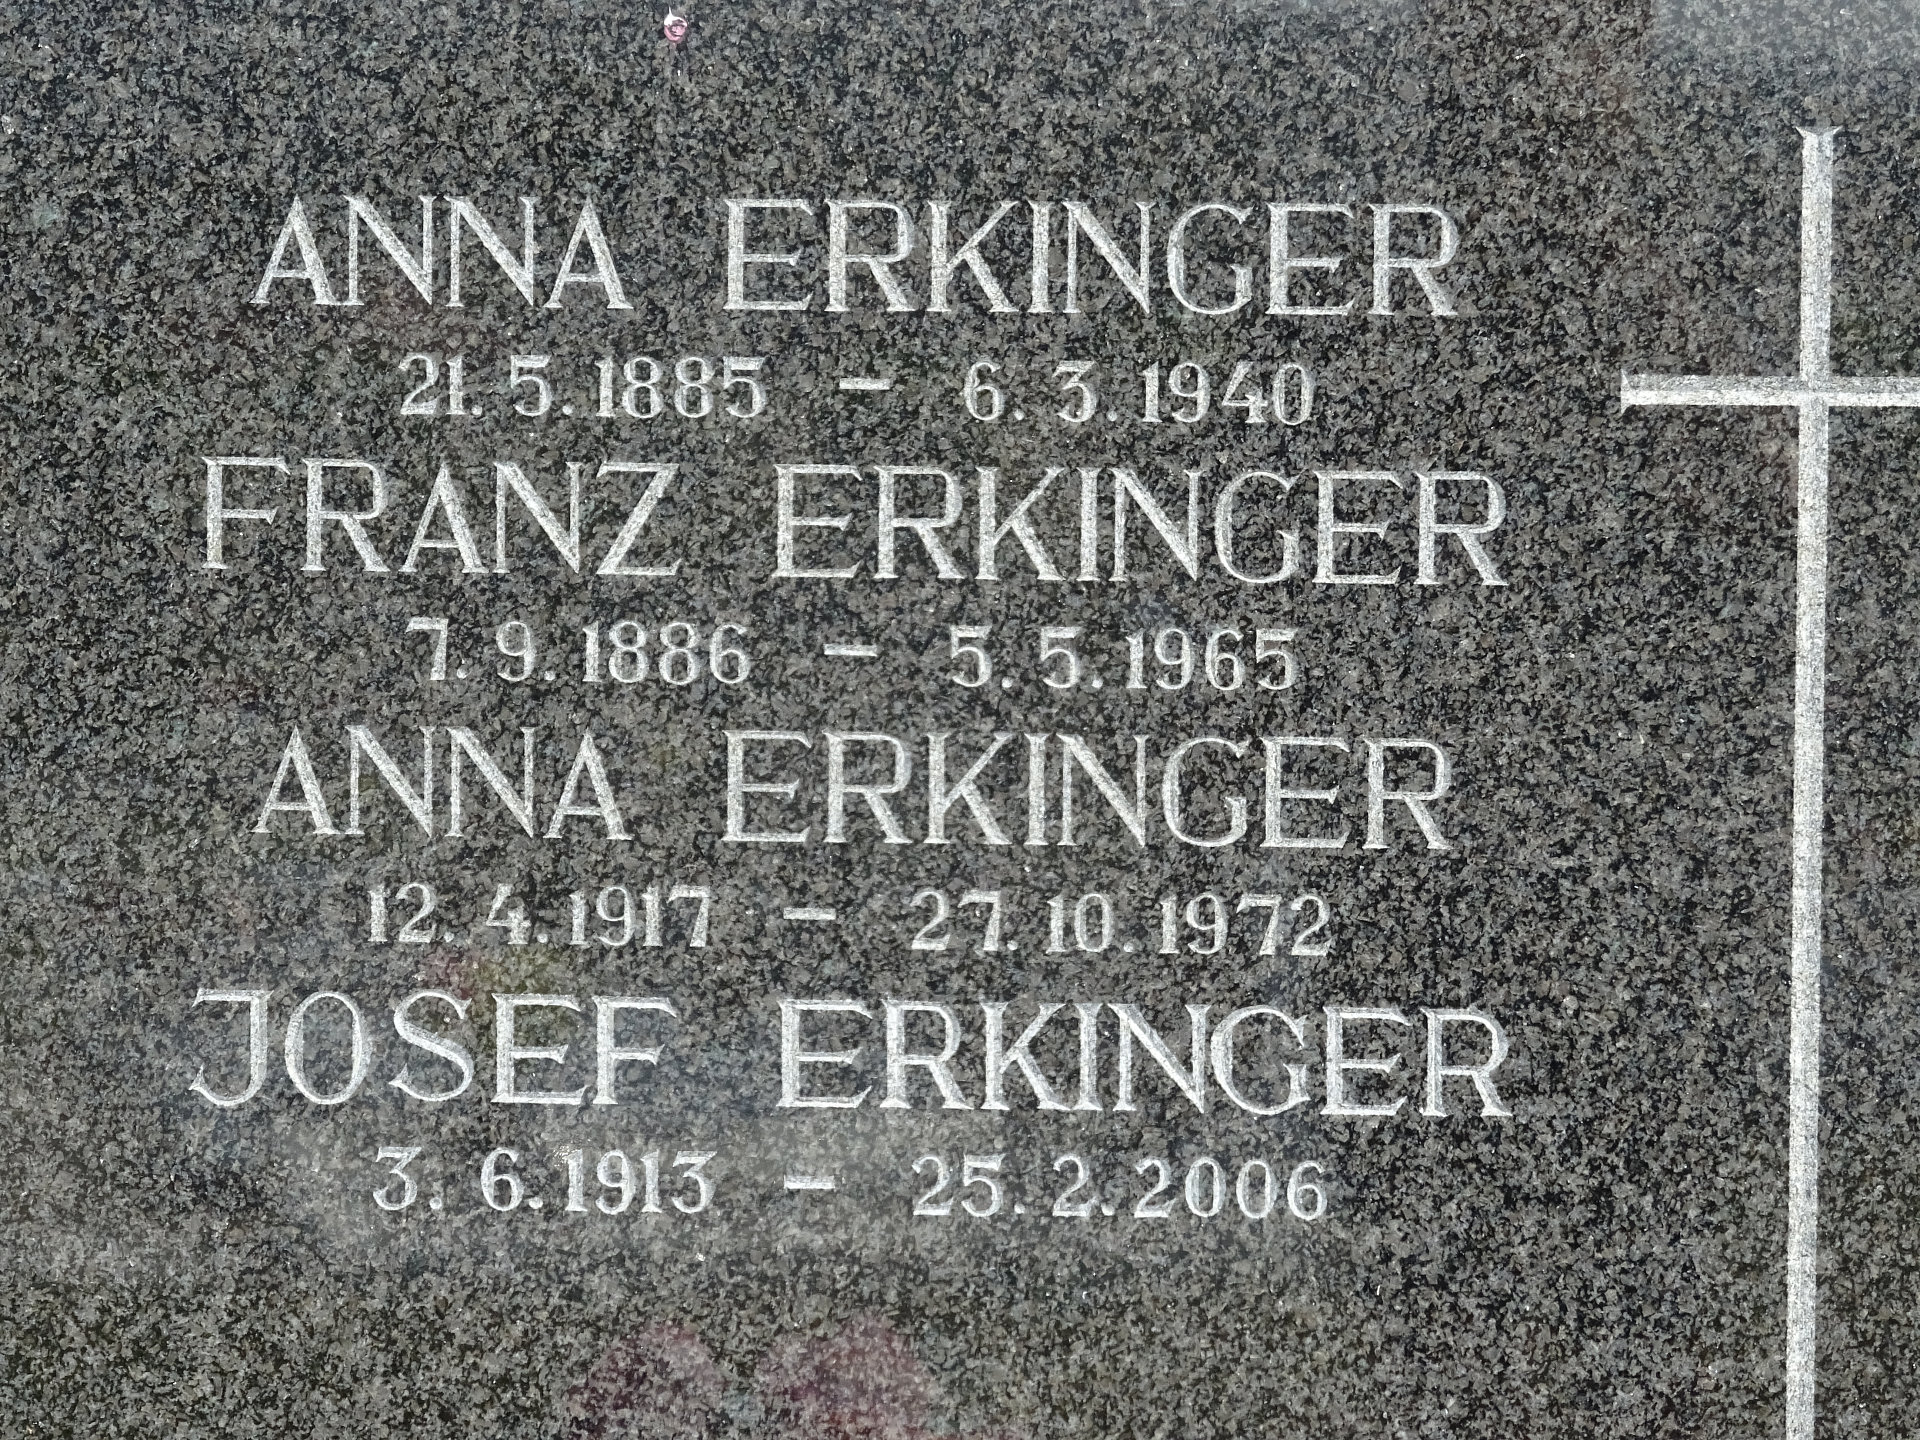 ANNA ERKINGER
21. 5. 1885 - 6. 3. 1940
FRANZ ERKINGER
7. 9. 1886 - 5. 5. 1965
ANNA ERKINGER
12. 4. 1917 - 27. 10. 1972
JOSEF ERKINGER
3. 6. 1913 - 25. 2. 2006